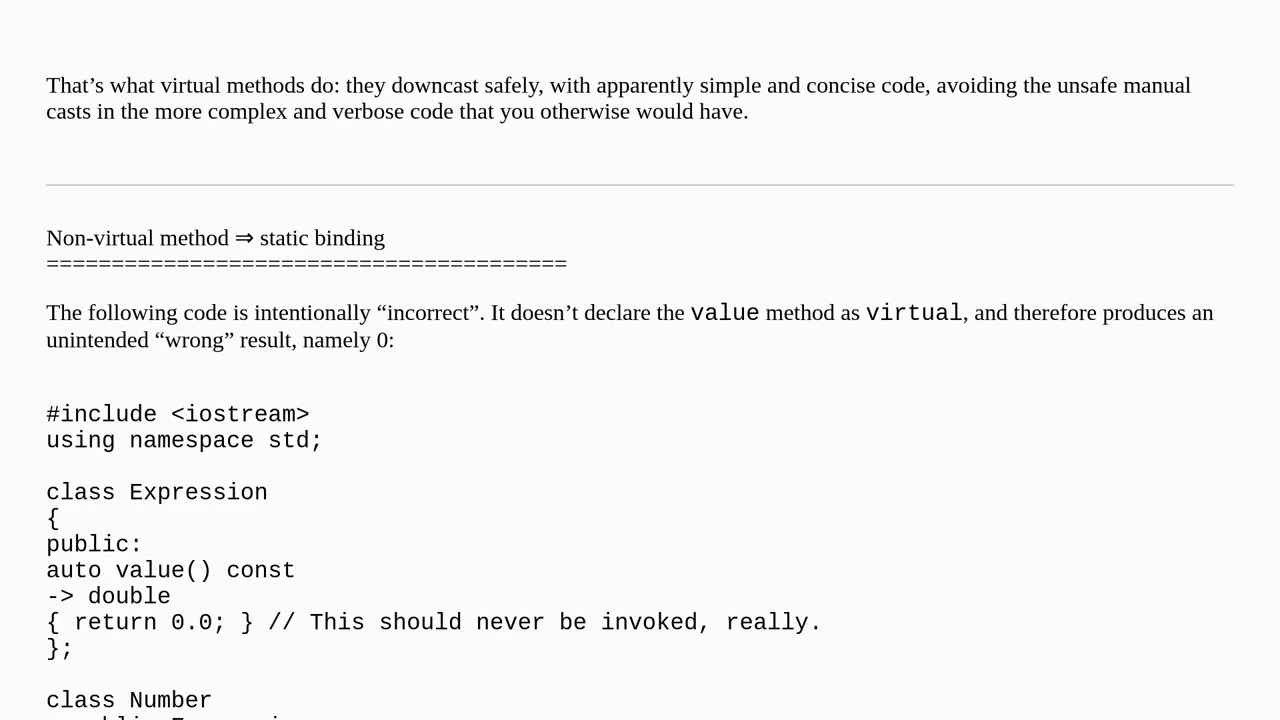 That’s what virtual methods do: they downcast safely, with apparently simple and concise code, avoiding the unsafe manual
casts in the more complex and verbose code that you otherwise would have.
Non-virtual method ⇒ static binding
========================================
The following code is intentionally “incorrect”. It doesn’t declare the value method as virtual, and therefore produces an
unintended “wrong” result, namely 0:
#include <iostream>
using namespace std;
class Expression
{
public:
auto value() const
-> double
{ return 0.0; } // This should never be invoked, really.
};
class Number